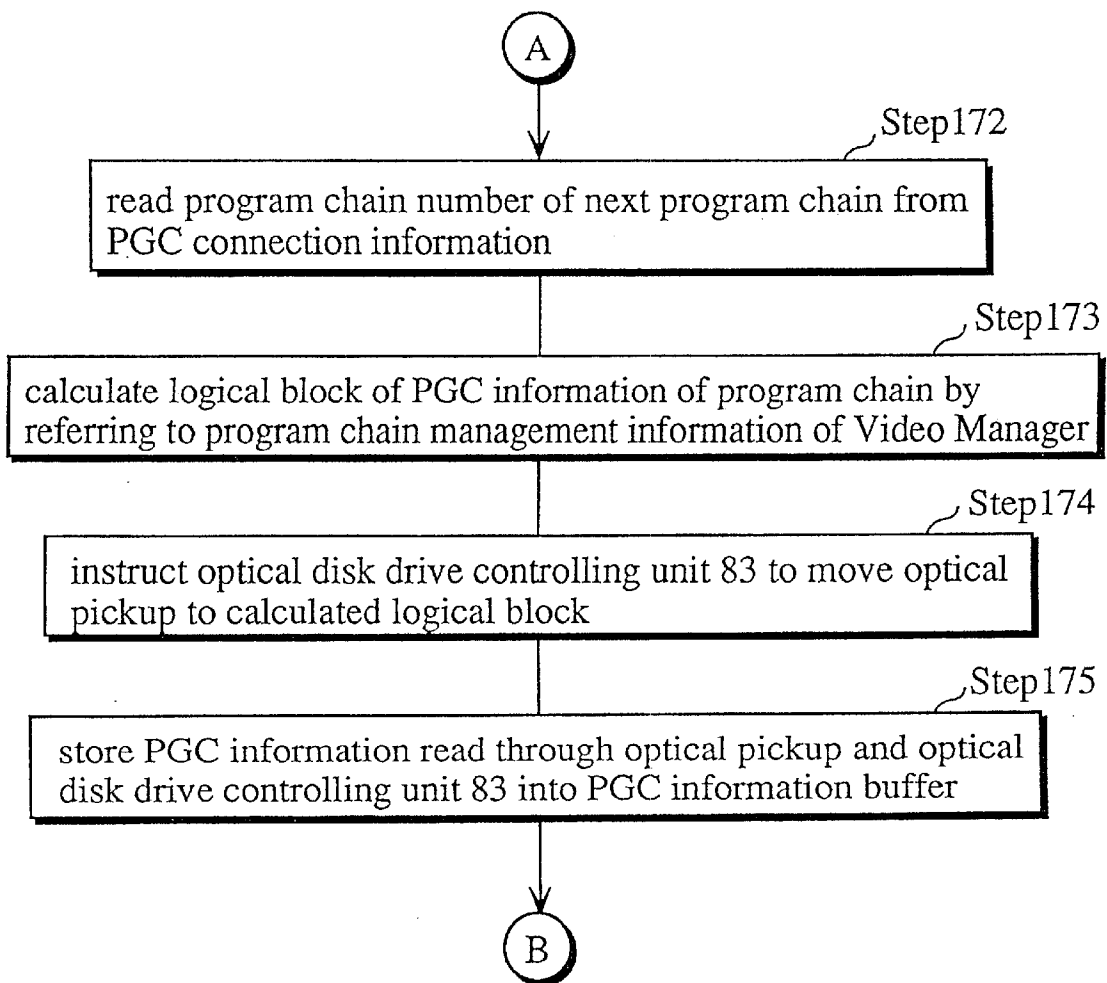 A
Step172
read program chain number of next program chain from
PGC connection information
Step173
calculate logical block of PGC information of program chain by
referring to program chain management information of Video Manager
Step174
instruct optical disk drive controlling unit 83 to move optical
pickup to calculated logical block
Step175
store PGC information read through optical pickup and optical
disk drive controlling unit 83 into PGC information buffer
B